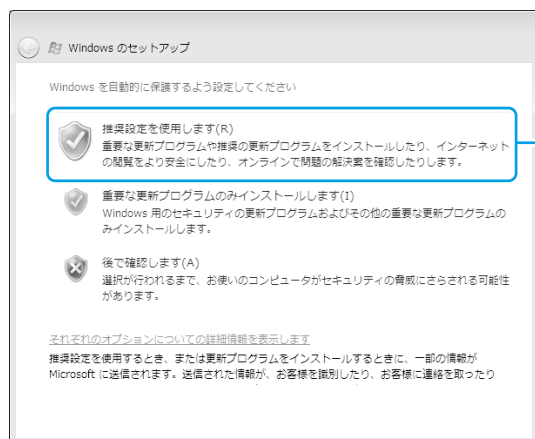 Windows のセットアップ
Windows を自動的に保護するよう設定してください
推奨設定を使用します(R)
重要な更新プログラムや推奨の更新プログラムをインストールしたり、インターネット
の閲覧をより安全にしたり、オンラインで問題の解決策を確認したりします。
重要な更新プログラムのみインストールします(I)
Windows 用のセキュリティの更新プログラムおよびその他の重要な更新プログラムの
みインストールします。
後で確認します(A)
選択が行われるまで、お使いのコンピュータがセキュリティの脅威にさらされる可能性
があります。
それぞれのオプションについての詳細情報を表示します
推奨設定を使用するとき、または更新プログラムをインストールするときに、一部の情報が
Microsoft に送信されます。送信された情報が、お客様を識別したり、お客様に連絡を取ったり